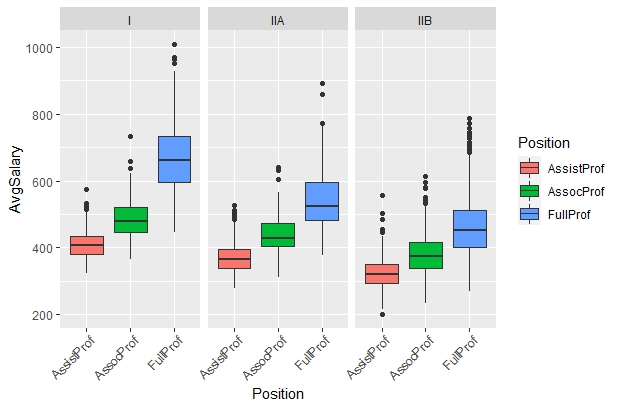 I IIA IIB
1000
800
600
400
200
AvgSalary
AssistProf AssocProf FullProf AssistProf AssocProf FullProf AssistProf AssocProf FullProf
Position
Position
AssistProf
AssocProf
FullProf